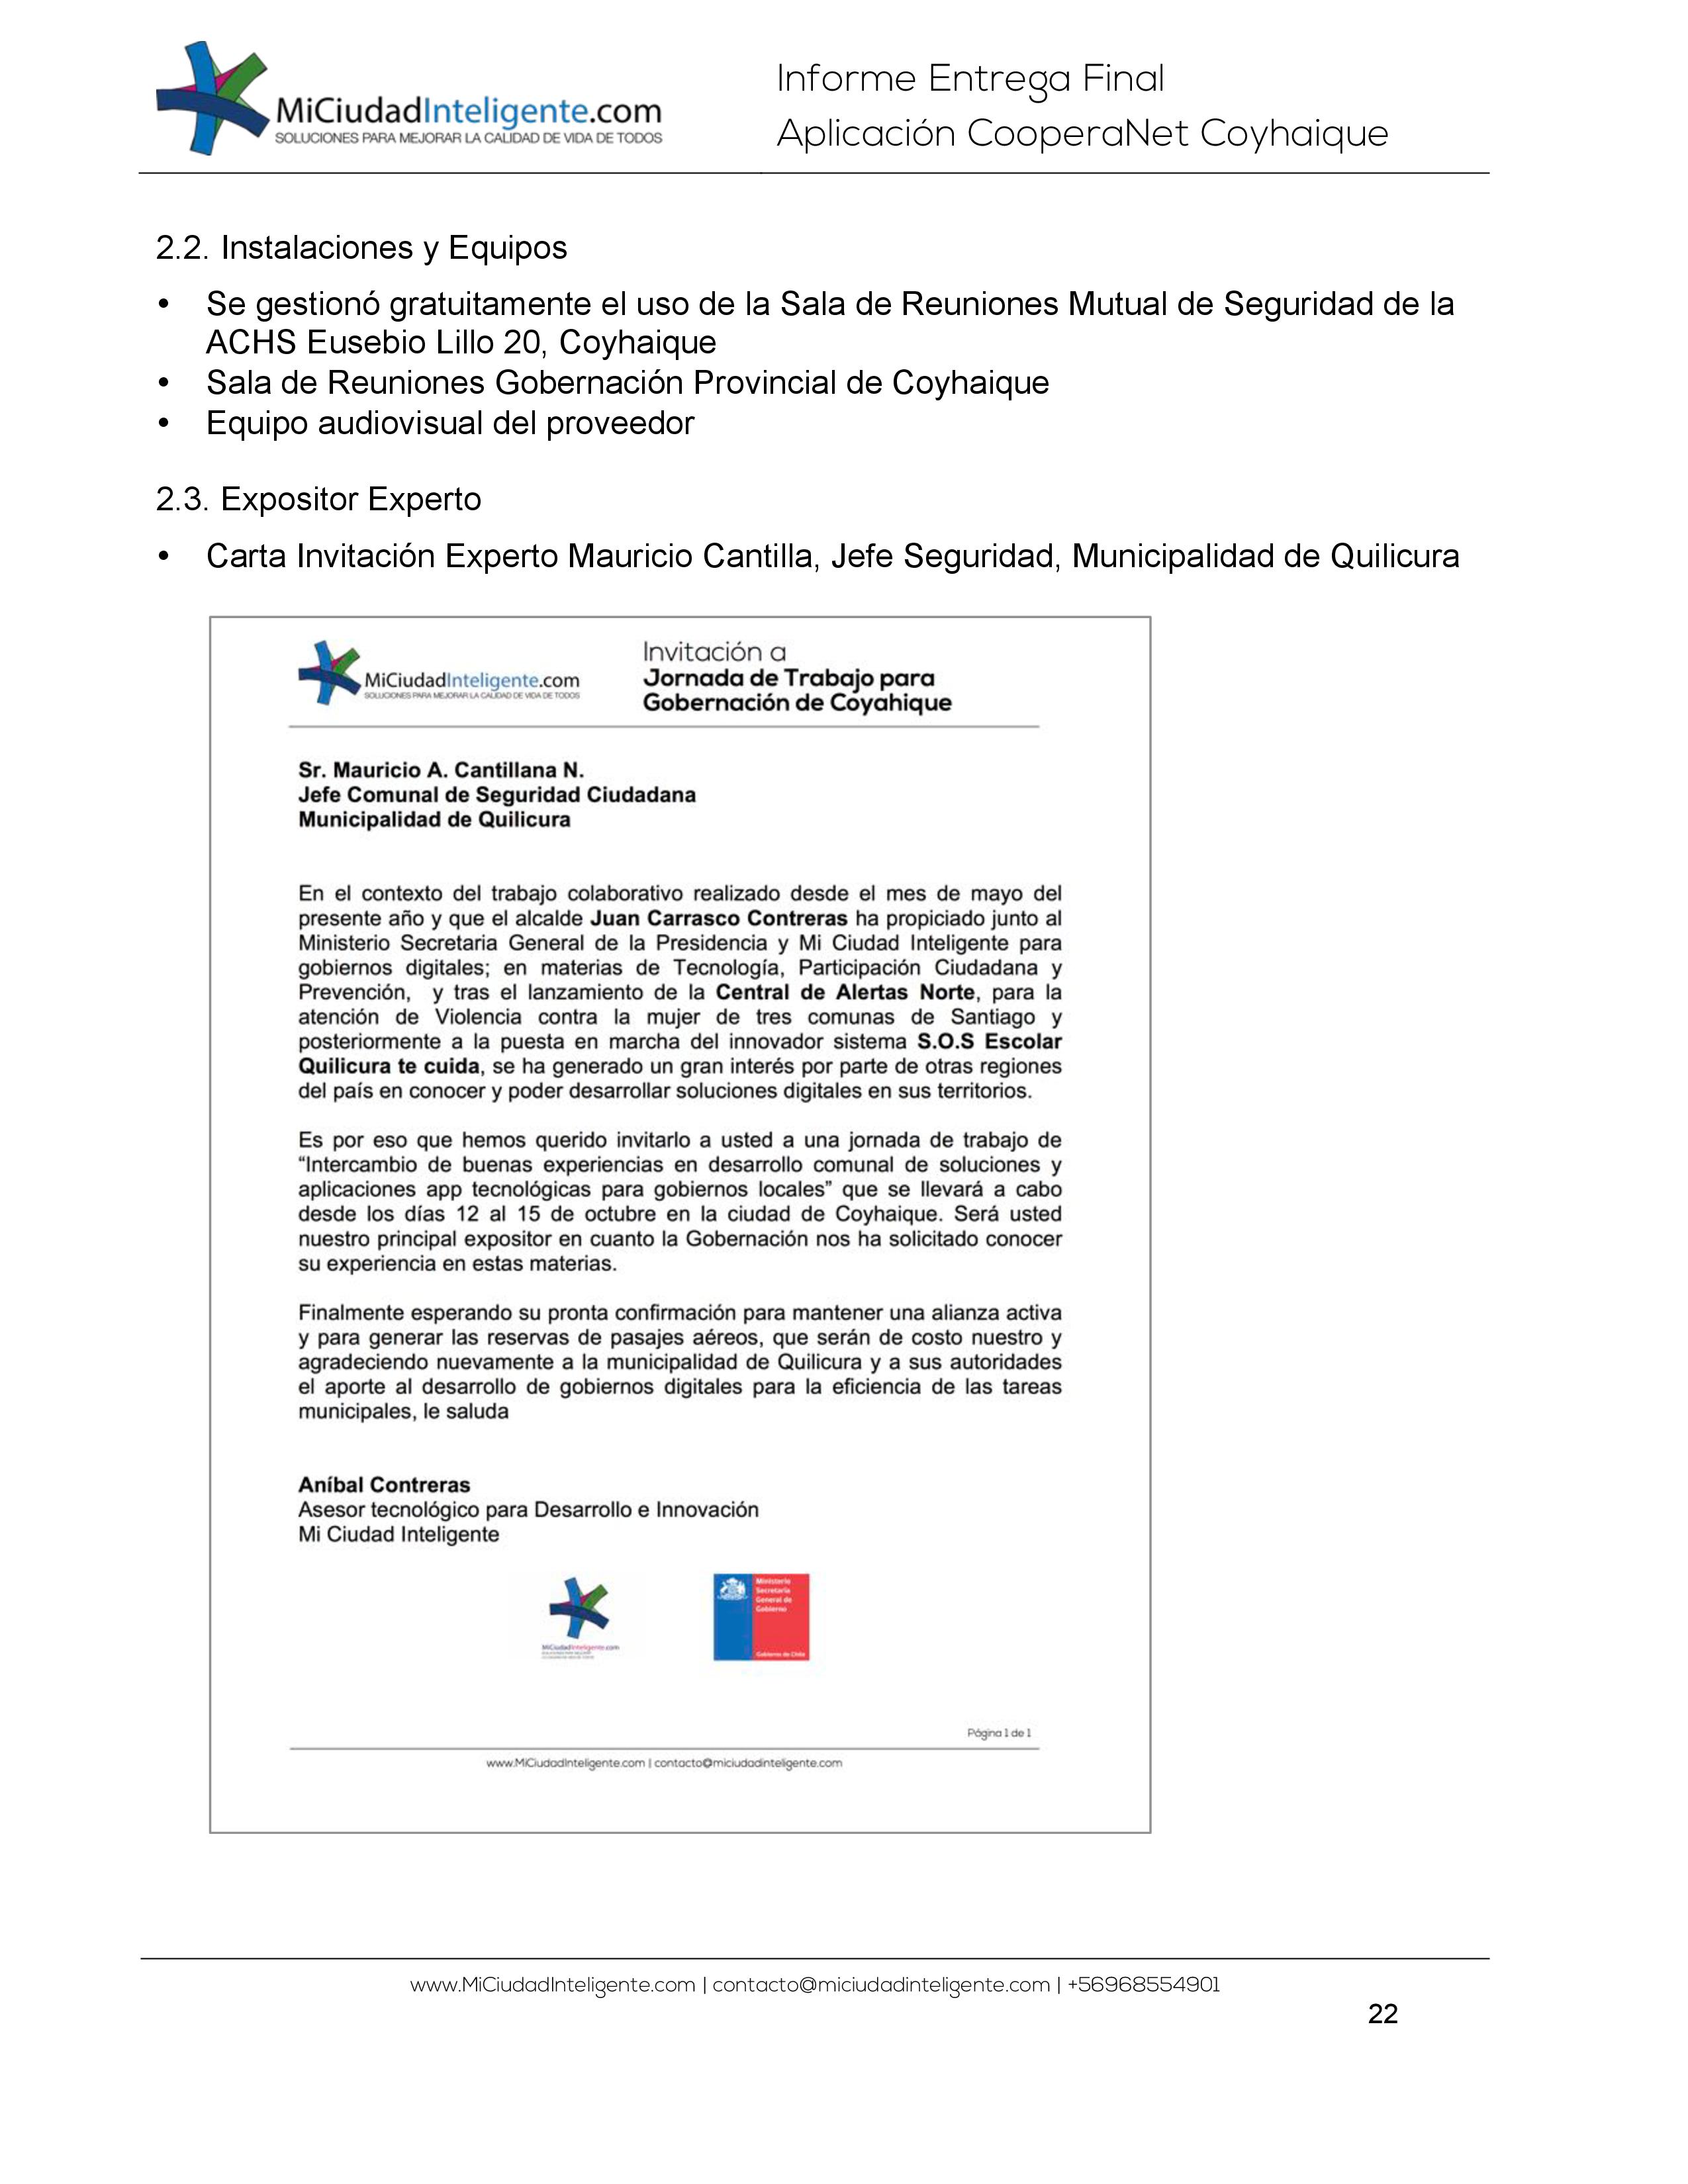 MiCiudadInteligente.com
SOLUCIONES PARA MEJORAR LA CALIDAD DE VIDA DE TODOS
Informe Entrega Final
Aplicación CooperaNet Coyhaique
2.2. Instalaciones y Equipos
• Se gestionó gratuitamente el uso de la Sala de Reuniones Mutual de Seguridad de la
ACHS Eusebio Lillo 20, Coyhaique
• Sala de Reuniones Gobernación Provincial de Coyhaique
• Equipo audiovisual del proveedor
2.3. Expositor Experto
• Carta Invitación Experto Mauricio Cantilla, Jefe Seguridad, Municipalidad de Quilicura
MiCiudadInteligente.com
SOLUCIONES PARA MEJORAR LA CALIDAD DE VIDA DE TODOS
Invitación a
Jornada de Trabajo para
Gobernación de Coyahique
Sr. Mauricio A. Cantillana N.
Jefe Comunal de Seguridad Ciudadana
Municipalidad de Quilicura
En el contexto del trabajo colaborativo realizado desde el mes de mayo del
presente año y que el alcalde Juan Carrasco Contreras ha propiciado junto al
Ministerio Secretaria General de la Presidencia y Mi Ciudad Inteligente para
gobiernos digitales; en materias de Tecnología, Participación Ciudadana y
Prevención, y tras el lanzamiento de la Central de Alertas Norte, para la
atención de Violencia contra la mujer de tres comunas de Santiago y
posteriormente a la puesta en marcha del innovador sistema S.O.S Escolar
Quilicura te cuida, se ha generado un gran interés por parte de otras regiones
del país en conocer y poder desarrollar soluciones digitales en sus territorios.
Es por eso que hemos querido invitarlo a usted a una jornada de trabajo de
“Intercambio de buenas experiencias en desarrollo comunal de soluciones y
aplicaciones app tecnológicas para gobiernos locales” que se llevará a cabo
desde los días 12 al 15 de octubre en la ciudad de Coyhaique. Será usted
nuestro principal expositor en cuanto la Gobernación nos ha solicitado conocer
su experiencia en estas materias.
Finalmente esperando su pronta confirmación para mantener una alianza activa
y para generar las reservas de pasajes aéreos, que serán de costo nuestro y
agradeciendo nuevamente a la municipalidad de Quilicura y a sus autoridades
el aporte al desarrollo de gobiernos digitales para la eficiencia de las tareas
municipales, le saluda
Aníbal Contreras
Asesor tecnológico para Desarrollo e Innovación
Mi Ciudad Inteligente
MiCiudadInteligente.com
Ministerio
Secretaría
General de
Gobierno
Gobierno de Chile
Página 1 de 1
www.MiCiudadInteligente.com | contacto@miciudadinteligente.com
www.MiCiudadInteligente.com | contacto@miciudadinteligente.com | +56968554901
22